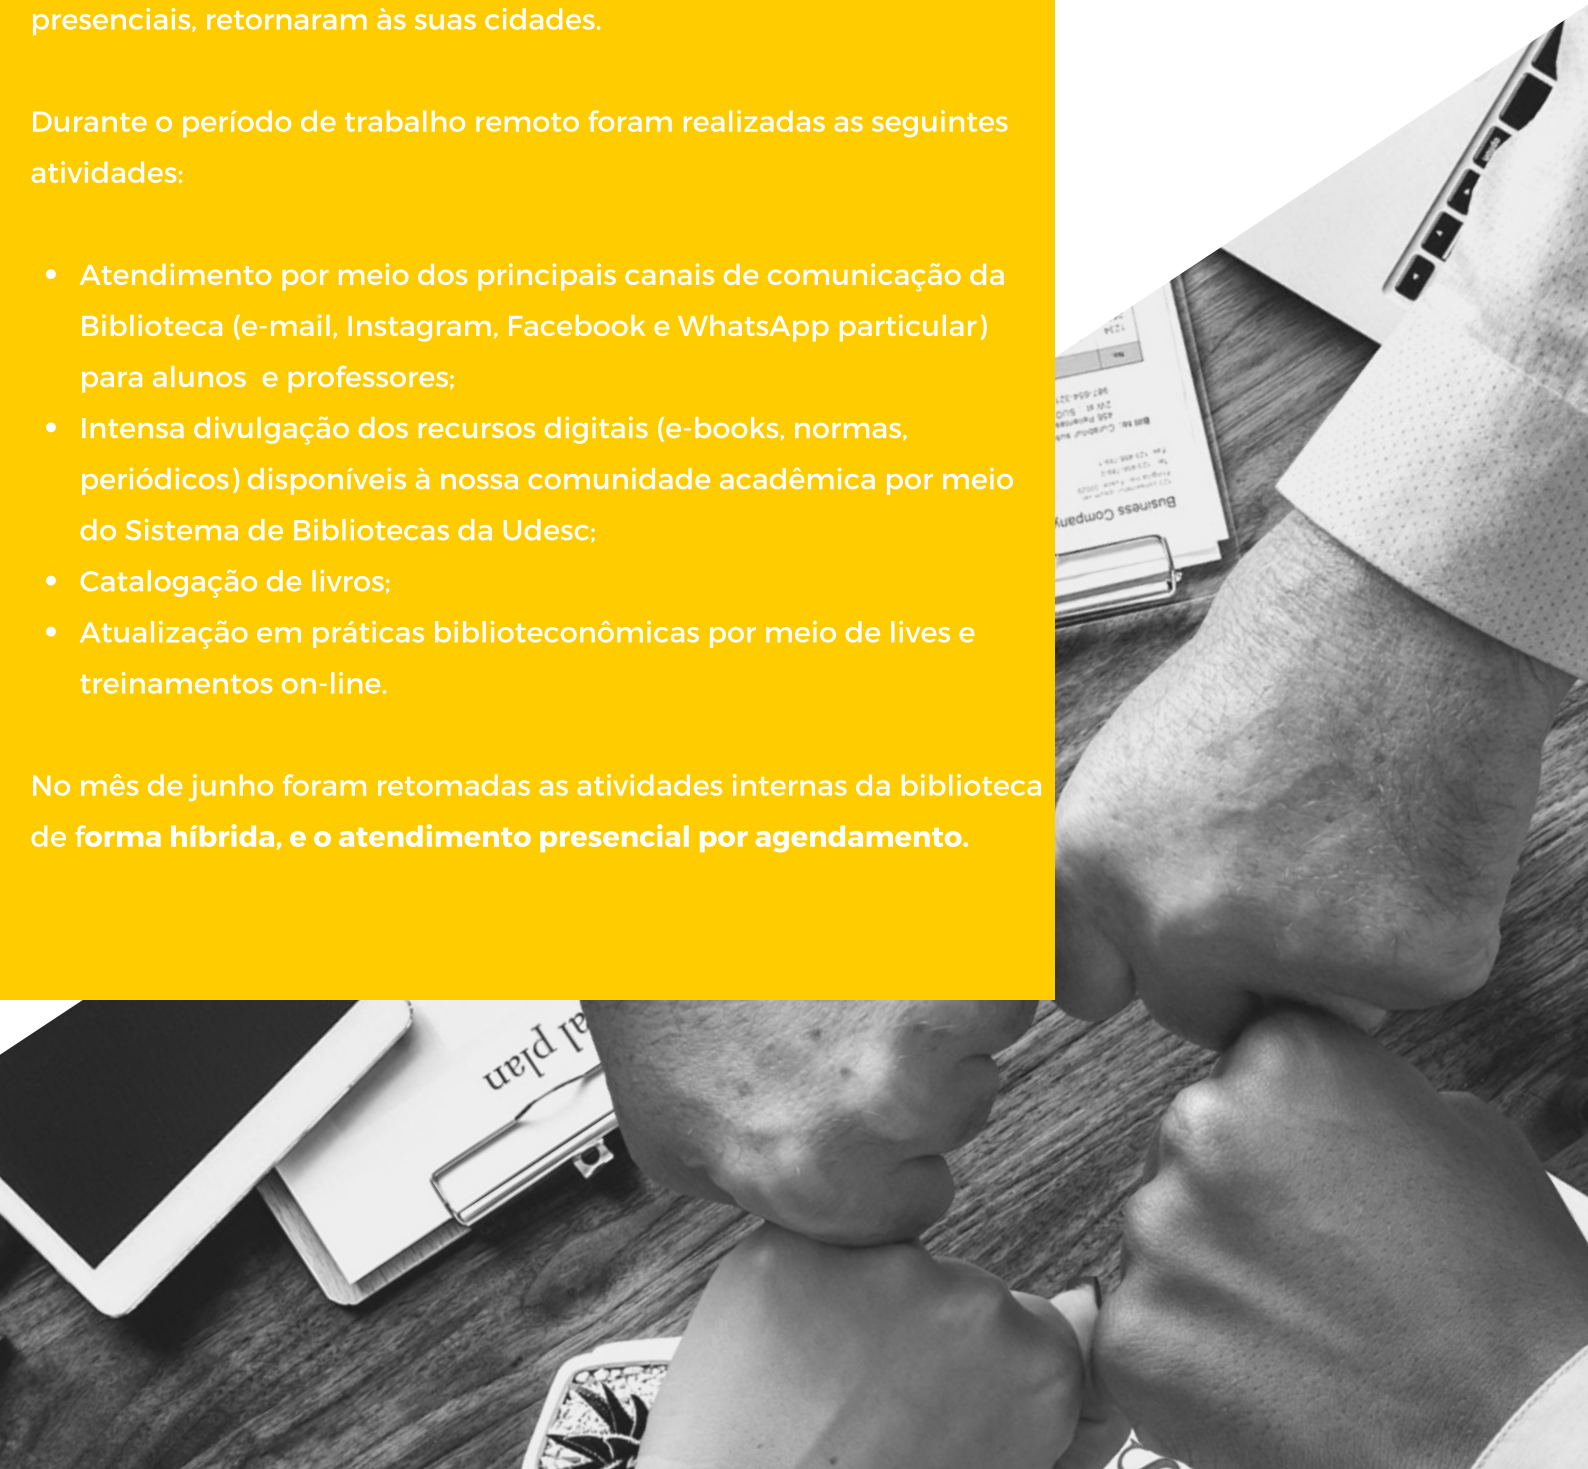 presenciais, retornaram às suas cidades.
Durante o período de trabalho remoto foram realizadas as seguintes
atividades:
• Atendimento por meio dos principais canais de comunicação da
Biblioteca (e-mail, Instagram, Facebook e WhatsApp particular)
para alunos e professores;
• Intensa divulgação dos recursos digitais (e-books, normas,
periódicos) disponíveis à nossa comunidade acadêmica por meio
do Sistema de Bibliotecas da Udesc;
• Catalogação de livros;
• Atualização em práticas biblioteconômicas por meio de lives e
treinamentos on-line.
No mês de junho foram retomadas as atividades internas da biblioteca
de forma híbrida, e o atendimento presencial por agendamento.
Business Company
plan